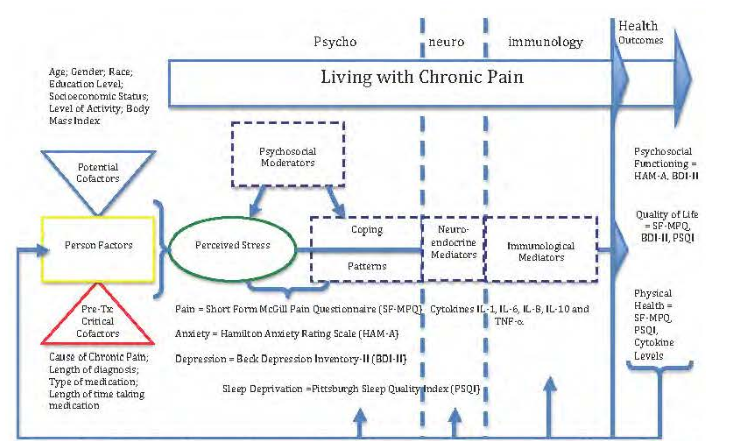 Health
Outcomes
Psycho
neuro
immunology
Living with Chronic Pain
Age; Gender; Race;
Education Level;
Socioeconomic Status;
Level of Activity; Body
Mass Index
Potential
Cofactors
Psychosocial
Moderators
Psychosocial
Functioning =
HAM-A, BDI-II
Person Factors
Perceived Stress
Coping
Patterns
Neuro-
endocrine
Mediators
Immunological
Mediators
Quality of Life
= SF-MPQ,
BDI-II, PSQI
Pre-Tx
Critical
Cofactors
Pain = Short Form McGill Pain Questionnaire (SF-MPQ)
Cytokines IL-1, IL-6, IL-8, IL-10 and
TNF-α.
Anxiety = Hamilton Anxiety Rating Scale (HAM-A)
Depression = Beck Depression Inventory-II (BDI-II)
Sleep Deprivation =Pittsburgh Sleep Quality Index (PSQI)
Physical
Health =
SF-MPQ,
PSQI,
Cytokine
Levels
Cause of Chronic Pain;
Length of diagnosis;
Type of medication;
Length of time taking
medication